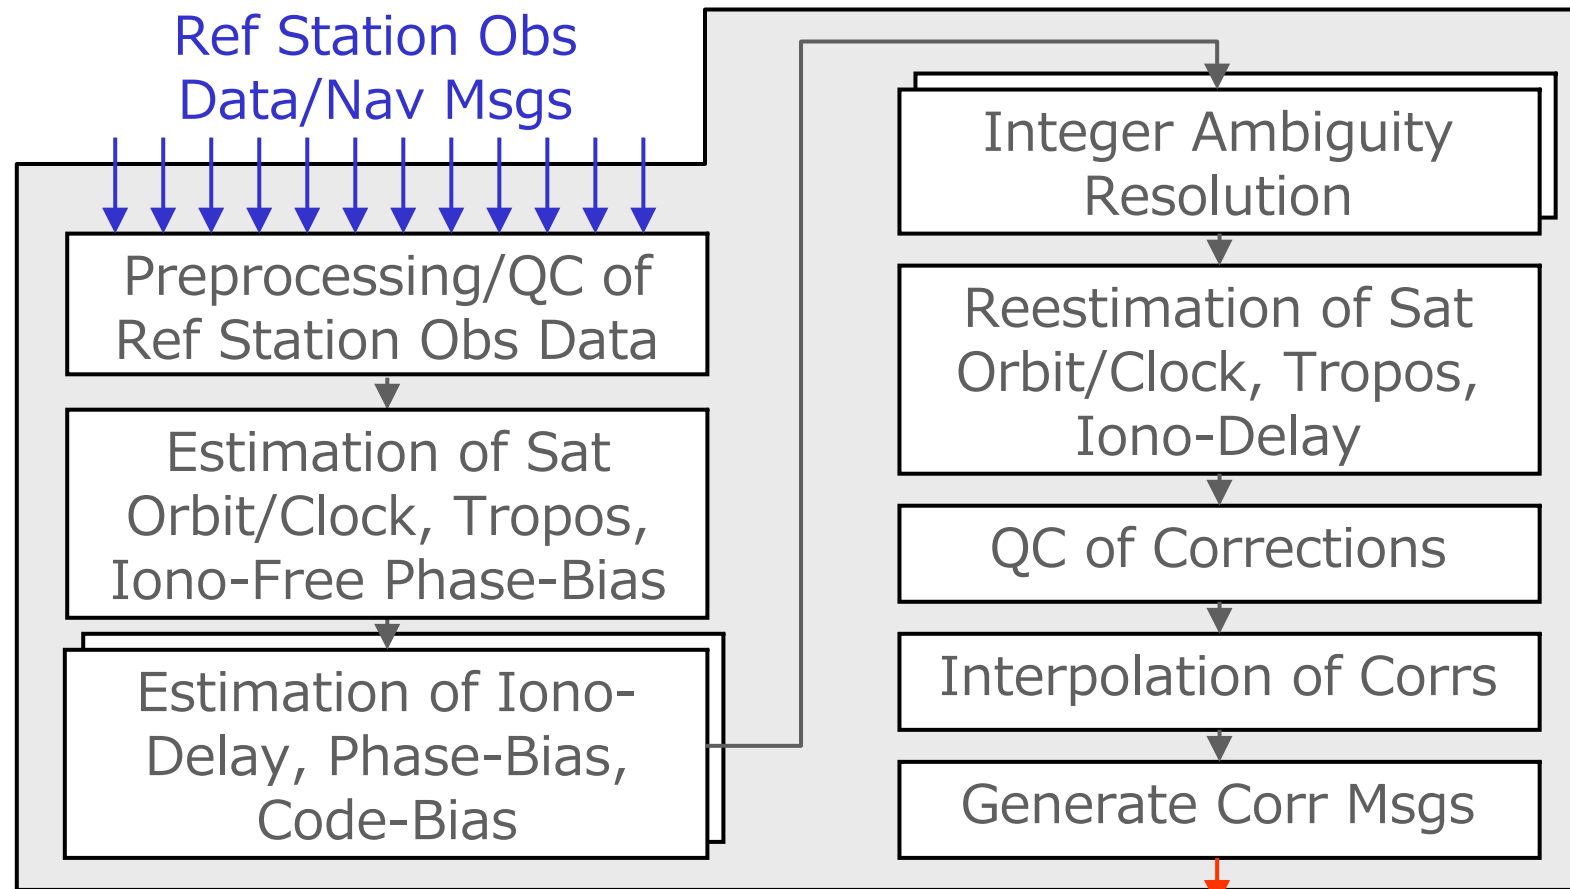 Ref Station Obs
Data/Nav Msgs
Preprocessing/QC of
Ref Station Obs Data
Estimation of Sat
Orbit/Clock, Tropos,
Iono-Free Phase-Bias
Estimation of Iono-
Delay, Phase-Bias,
Code-Bias
Integer Ambiguity
Resolution
Reestimation of Sat
Orbit/Clock, Tropos,
Iono-Delay
QC of Corrections
Interpolation of Corrs
Generate Corr Msgs